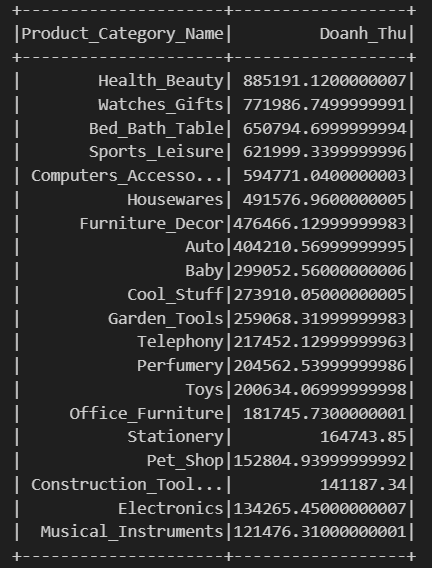 +--------------------+------------------+
|Product_Category_Name| Doanh_Thu|
+--------------------+------------------+
| Health_Beauty| 885191.1200000007|
| Watches_Gifts| 771986.7499999991|
| Bed_Bath_Table| 650794.6999999994|
| Sports_Leisure| 621999.3399999996|
| Computers_Accesso...| 594771.0400000003|
| Housewares| 491576.9600000005|
| Furniture_Decor|476466.12999999983|
| Auto|404210.56999999995|
| Baby|299052.56000000006|
| Cool_Stuff|273910.05000000005|
| Garden_Tools|259068.31999999983|
| Telephony|217452.12999999963|
| Perfumery|204562.53999999986|
| Toys|200634.06999999998|
| Office_Furniture| 181745.7300000001|
| Stationery| 164743.85|
| Pet_Shop|152804.93999999992|
| Construction_Tool...| 141187.34|
| Electronics|134265.45000000007|
| Musical_Instruments|121476.31000000001|
+--------------------+------------------+